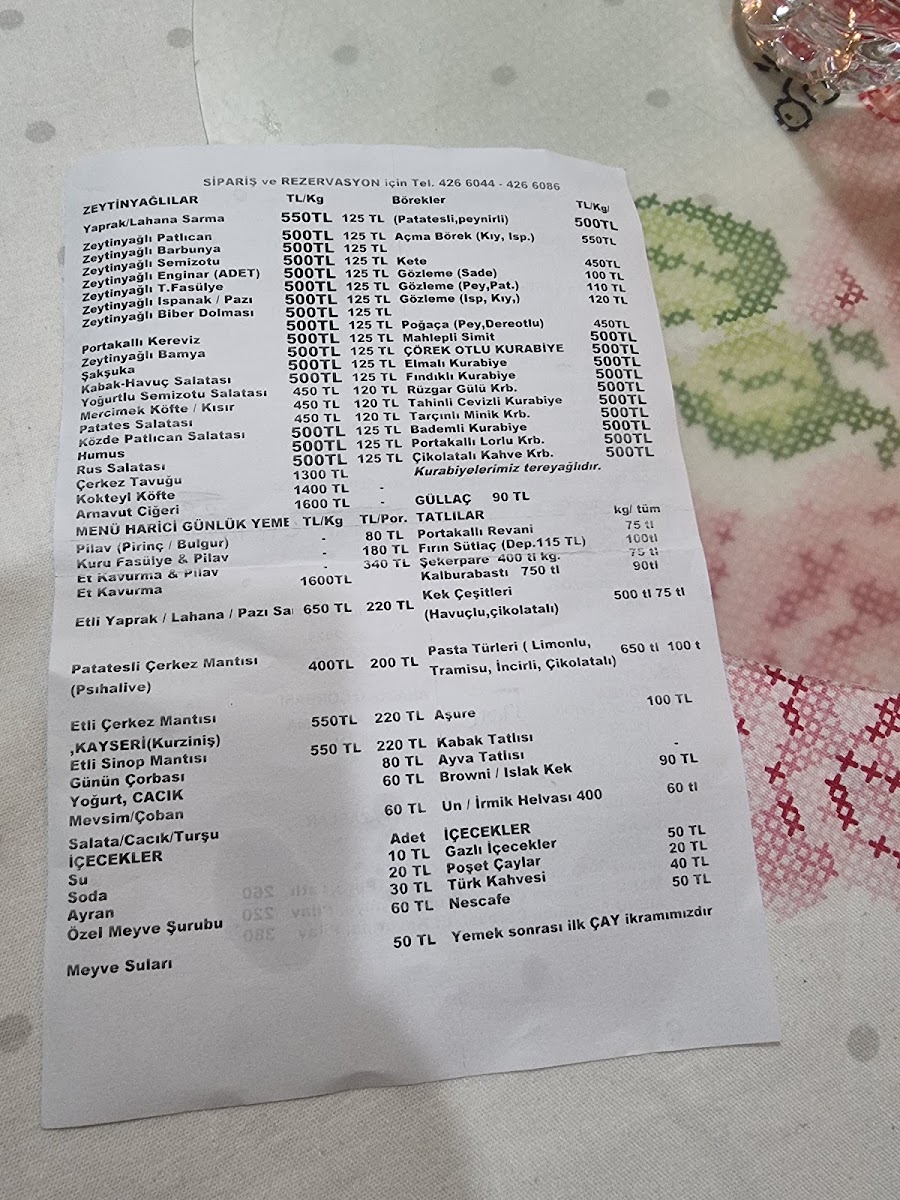 SİPARİŞ ve REZERVASYON için Tel. 426 6044 - 426 6086
ZEYTİNYAĞLILAR TL/Kg Börekler TL/Kg/
Yaprak/Lahana Sarma 550TL 125 TL (Patatesli,peynirli) 500TL
Zeytinyağlı Patlıcan 500TL 125 TL Açma Börek (Kıy, Isp.) 550TL
Zeytinyağlı Barbunya 500TL 125 TL
Zeytinyağlı Semizotu 500TL 125 TL Kete 450TL
Zeytinyağlı Enginar (ADET) 500TL 125 TL Gözleme (Sade) 100 TL
Zeytinyağlı T.Fasülye 500TL 125 TL Gözleme (Pey,Pat.) 110 TL
Zeytinyağlı Ispanak / Pazı 500TL 125 TL Gözleme (Isp, Kıy,) 120 TL
Zeytinyağlı Biber Dolması 500TL 125 TL
500TL 125 TL Poğaça (Pey,Dereotlu) 450TL
Portakallı Kereviz 500TL 125 TL Mahlepli Simit 500TL
Zeytinyağlı Bamya 500TL 125 TL ÇÖREK OTLU KURABİYE 500TL
Şakşuka 500TL 125 TL Elmalı Kurabiye 500TL
Kabak-Havuç Salatası 500TL 125 TL Fındıklı Kurabiye 500TL
Yoğurtlu Semizotu Salatası 450 TL 120 TL Rüzgar Gülü Krb. 500TL
Mercimek Köfte / Kısır 450 TL 120 TL Tahinli Cevizli Kurabiye 500TL
Patates Salatası 450 TL 120 TL Tarçınlı Minik Krb. 500TL
Közde Patlıcan Salatası 500TL 125 TL Bademli Kurabiye 500TL
Humus 500TL 125 TL Portakallı Lorlu Krb. 500TL
Rus Salatası 500TL 125 TL Çikolatalı Kahve Krb. 500TL
Çerkez Tavuğu 1300 TL Kurabiyelerimiz tereyağlıdır.
Kokteyl Köfte 1400 TL -
Arnavut Ciğeri 1600 TL - GÜLLAÇ 90 TL
MENÜ HARİCİ GÜNLÜK YEME TL/Kg TL/Por. TATLILAR kg/ tüm
Pilav (Pirinç / Bulgur) - 80 TL Portakallı Revani 75 tl
Kuru Fasülye & Pilav - 180 TL Fırın Sütlaç (Dep.115 TL) 100tl
Et Kavurma & Pilav - 340 TL Şekerpare 400 tl kg. 75 tl
Et Kavurma 1600TL Kalburabastı 750 tl 90tl
Etli Yaprak / Lahana / Pazı Sa 650 TL 220 TL Kek Çeşitleri 500 tl 75 tl
(Havuçlu,çikolatalı)
Patatesli Çerkez Mantısı 400TL 200 TL Pasta Türleri ( Limonlu, 650 tl 100 t
(Psıhalive) Tramisu, İncirli, Çikolatalı)
Etli Çerkez Mantısı 550TL 220 TL Aşure 100 TL
,KAYSERİ(Kurziniş)
Etli Sinop Mantısı 550 TL 220 TL Kabak Tatlısı -
Günün Çorbası 80 TL Ayva Tatlısı
Yoğurt, CACIK 60 TL Browni / Islak Kek 90 TL
Mevsim/Çoban
Salata/Cacık/Turşu 60 TL Un / İrmik Helvası 400 60 tl
İÇECEKLER Adet İÇECEKLER
Su 10 TL Gazlı İçecekler 50 TL
Soda 20 TL Poşet Çaylar 20 TL
Ayran 30 TL Türk Kahvesi 40 TL
Özel Meyve Şurubu 60 TL Nescafe 50 TL
Meyve Suları 50 TL Yemek sonrası ilk ÇAY ikramımızdır